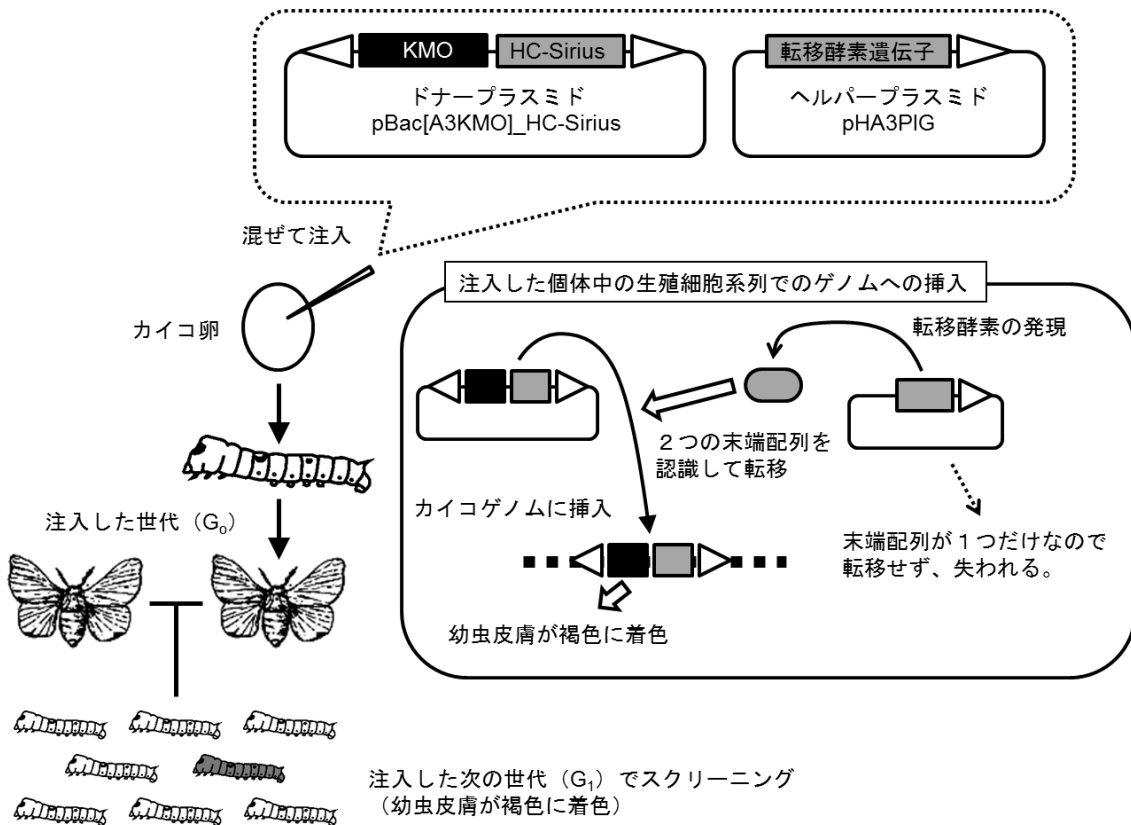 KMO
HC-Sirius
ドナープラスミド
pBac[A3KMO]_HC-Sirius
転移酵素遺伝子
ヘルパープラスミド
pHA3PIG
混ぜて注入
カイコ卵
注入した世代（G₀）
注入した個体中の生殖細胞系列でのゲノムへの挿入
転移酵素の発現
２つの末端配列を
認識して転移
カイコゲノムに挿入
末端配列が１つだけなので
転移せず、失われる。
幼虫皮膚が褐色に着色
注入した次の世代（G₁）でスクリーニング
（幼虫皮膚が褐色に着色）